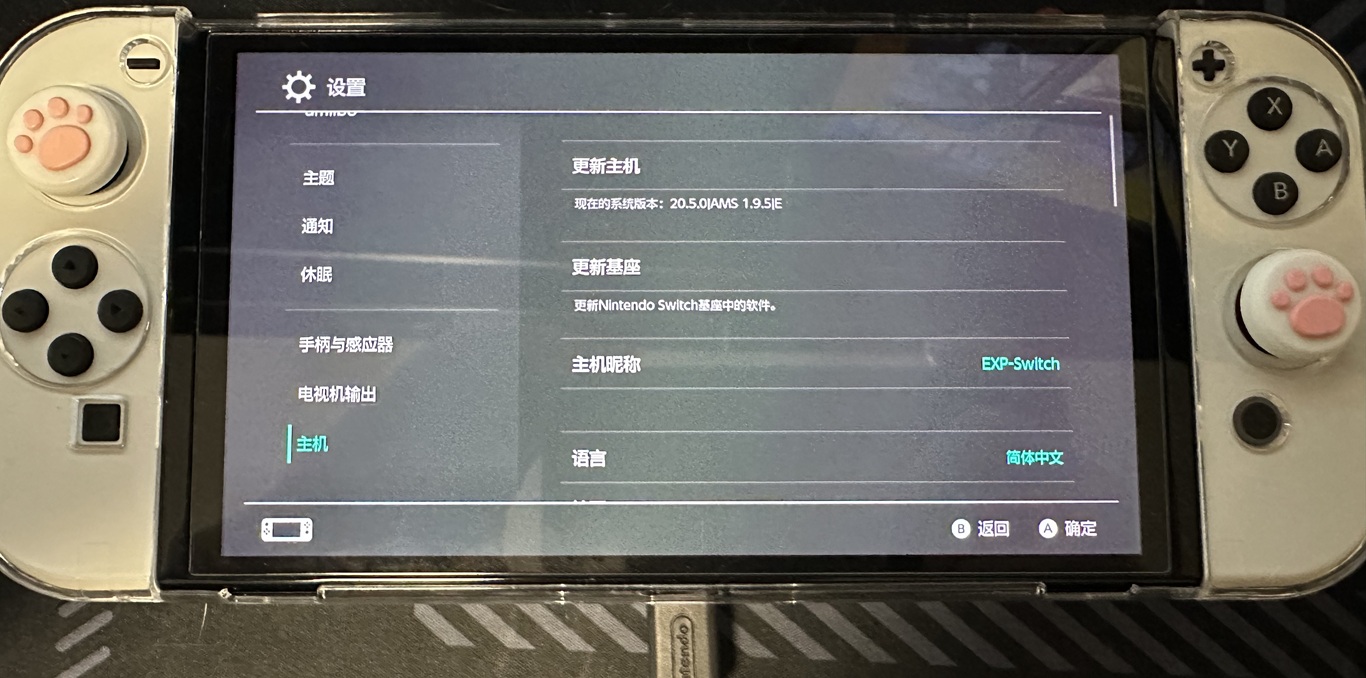 设置
amiibo
主题
通知
休眠
手柄与感应器
电视机输出
主机
更新主机
现在的系统版本：20.5.0|AMS 1.9.5|E
更新基座
更新Nintendo Switch基座中的软件。
主机昵称 EXP-Switch
语言 简体中文
B 返回 A 确定
X
Y A
B